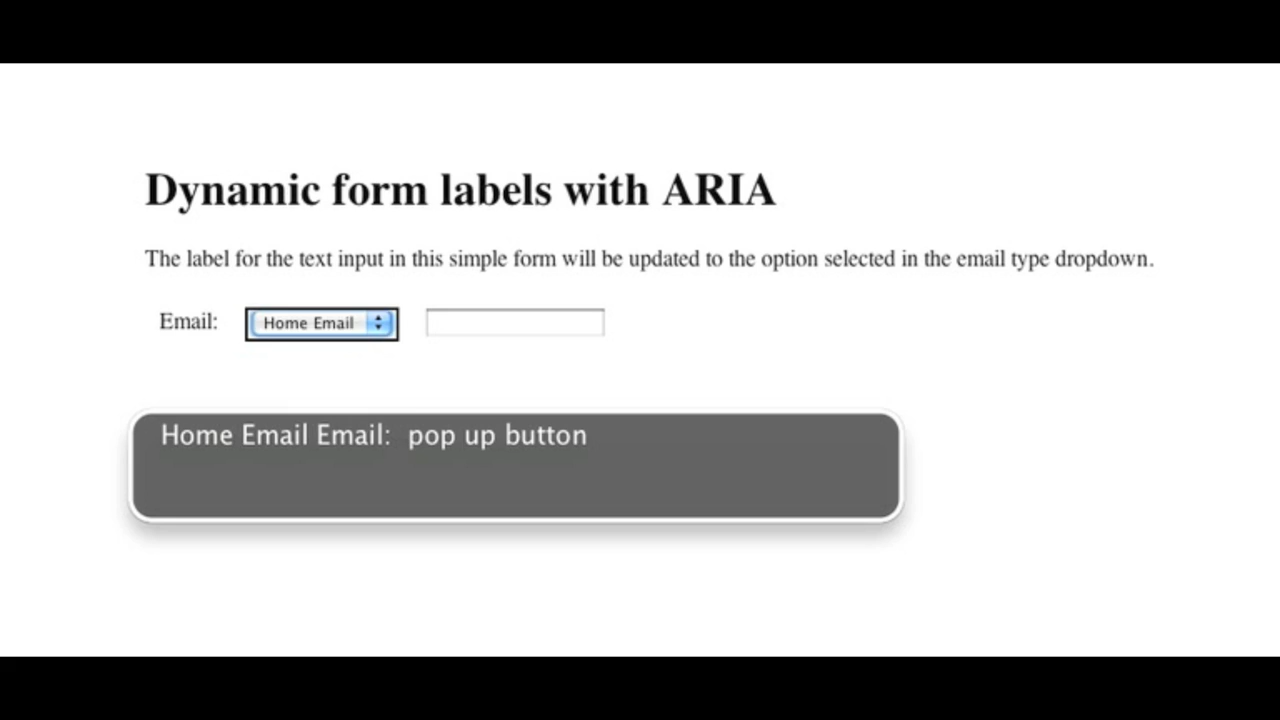 Dynamic form labels with ARIA
The label for the text input in this simple form will be updated to the option selected in the email type dropdown.
Email: Home Email
Home Email Email: pop up button